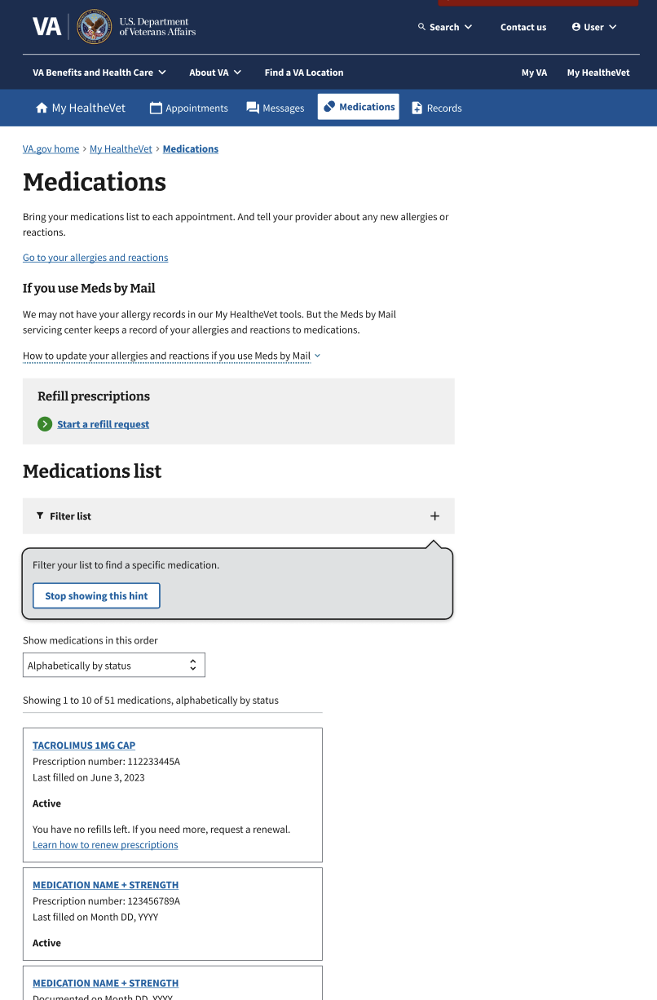 VA
U.S. Department
of Veterans Affairs
Search
Contact us
User
VA Benefits and Health Care
About VA
Find a VA Location
My VA
My HealtheVet
My HealtheVet
Appointments
Messages
Medications
Records
VA.gov home > My HealtheVet > Medications
Medications
Bring your medications list to each appointment. And tell your provider about any new allergies or
reactions.
Go to your allergies and reactions
If you use Meds by Mail
We may not have your allergy records in our My HealtheVet tools. But the Meds by Mail
servicing center keeps a record of your allergies and reactions to medications.
How to update your allergies and reactions if you use Meds by Mail
Refill prescriptions
Start a refill request
Medications list
Filter list
Filter your list to find a specific medication.
Stop showing this hint
Show medications in this order
Alphabetically by status
Showing 1 to 10 of 51 medications, alphabetically by status
TACROLIMUS 1MG CAP
Prescription number: 112233445A
Last filled on June 3, 2023
Active
You have no refills left. If you need more, request a renewal.
Learn how to renew prescriptions
MEDICATION NAME + STRENGTH
Prescription number: 123456789A
Last filled on Month DD, YYYY
Active
MEDICATION NAME + STRENGTH
Documented on Month DD, YYYY